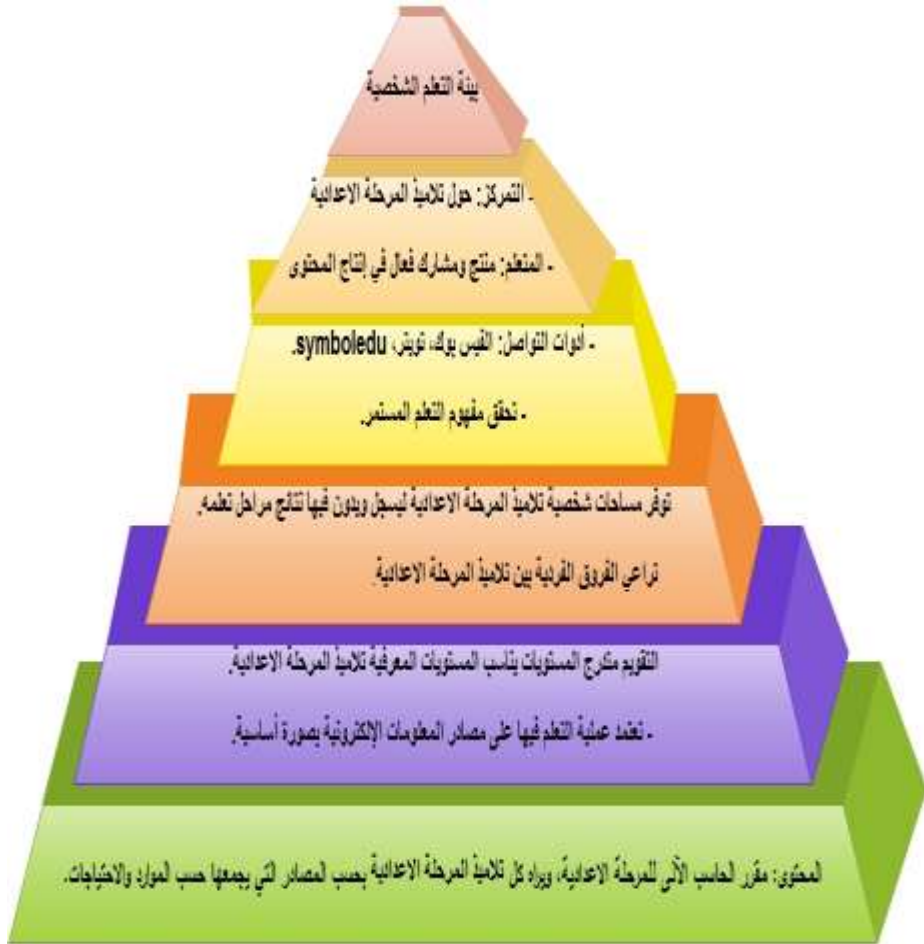 بيئة التعلم الشخصية
- التمركز: حول تلاميذ المرحلة الاعدادية
- المتعلم: منتج ومشارك فعال في إنتاج المحتوى
- أدوات التواصل: الفيس بوك، تويتر، symboledu.
- تحقق مفهوم التعلم المستمر.
توفر مساحات شخصية تلاميذ المرحلة الاعدادية ليسجل ويدون فيها نتائج مراحل تعلمه.
تراعي الفروق الفردية بين تلاميذ المرحلة الاعدادية.
التقويم متدرج المستويات يناسب المستويات المعرفية تلاميذ المرحلة الاعدادية.
- تعتمد عملية التعلم فيها على مصادر المعلومات الإلكترونية بصورة أساسية.
المحتوى: مقرر الحاسب الألى للمرحلة الاعدادية، ويراه كل تلاميذ المرحلة الاعدادية بحسب المصادر التي يجمعها حسب الموارد والاحتياجات.